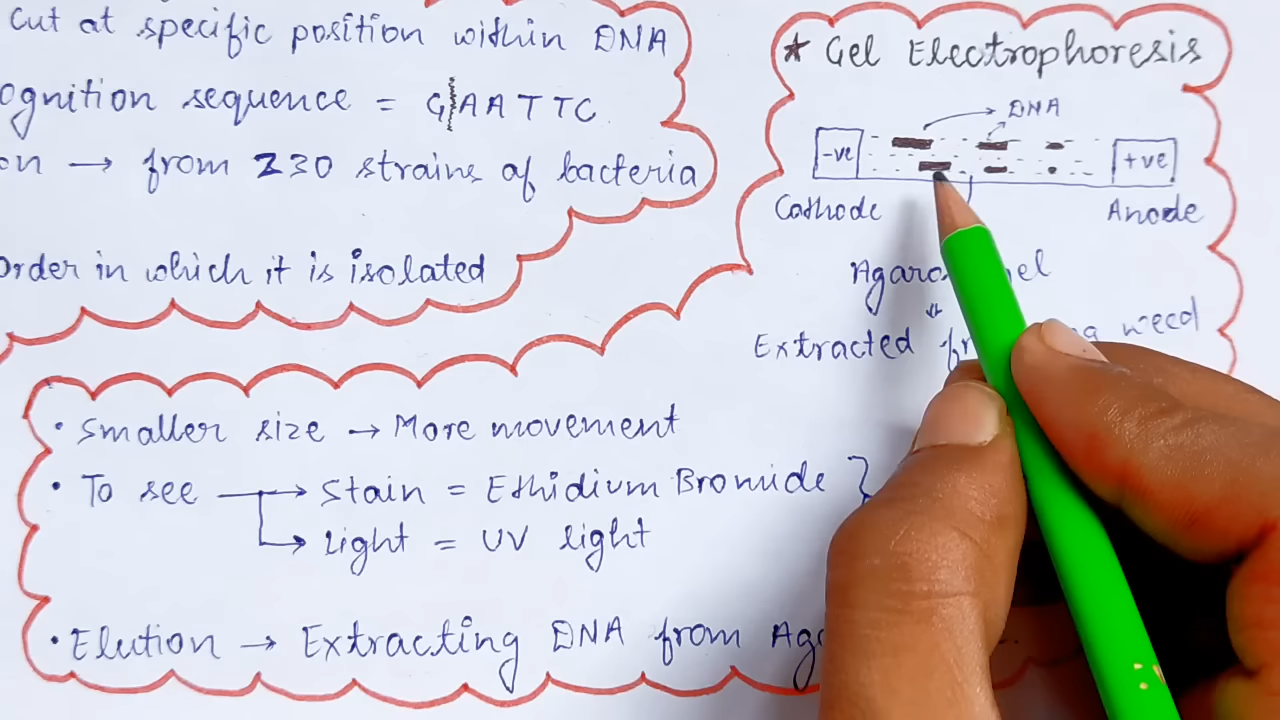 Cut at specific position within DNA
ognition sequence = G AATTC
on → from 230 strains of bacteria
Order in which it is isolated
★ Gel Electrophoresis
DNA
-ve
+ve
Cathode
Anode
Extracted
weed
• Smaller size → More movement
• To see → Stain = Ethidium Bromide }
→ Light = UV light
• Elution → Extracting DNA from